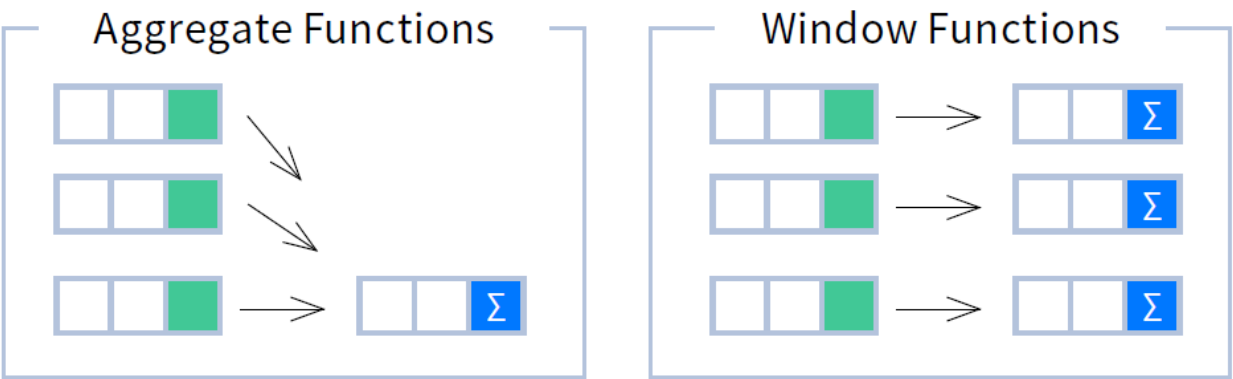 Aggregate Functions
Σ
Window Functions
Σ
Σ
Σ